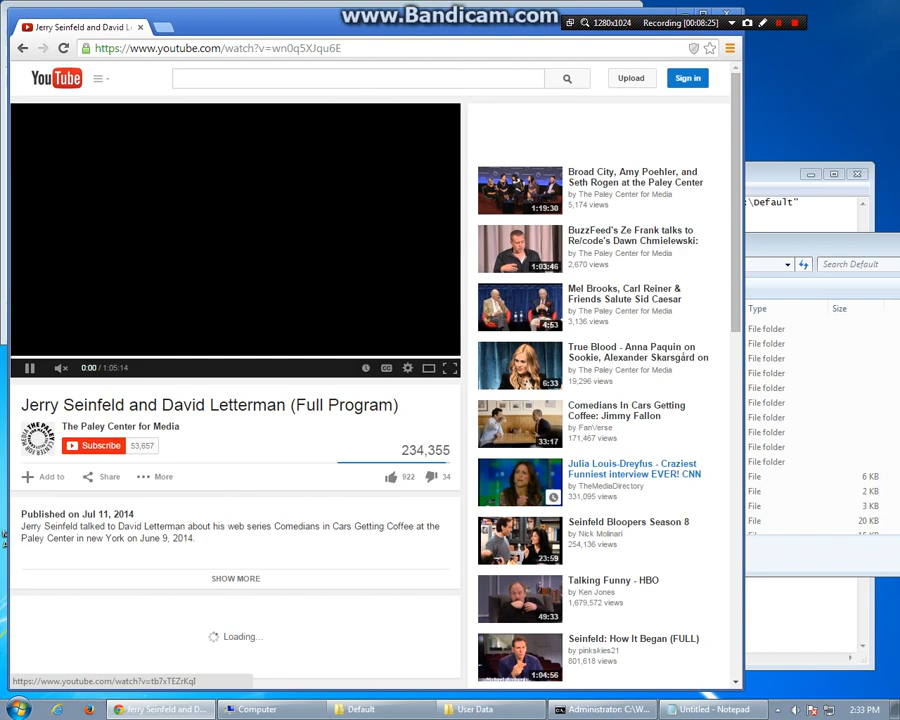 www.Bandicam.com
1280x1024 Recording [00:08:25]
Jerry Seinfeld and David L
https://www.youtube.com/watch?v=wn0q5XJqu6E
YouTube
Upload
Sign in
0:00 / 1:05:14
CC
Jerry Seinfeld and David Letterman (Full Program)
THE PALEY CENTER FOR MEDIA
The Paley Center for Media
Subscribe 53,657
234,355
Add to
Share
More
922
34
Published on Jul 11, 2014
Jerry Seinfeld talked to David Letterman about his web series Comedians in Cars Getting Coffee at the
Paley Center in new York on June 9, 2014.
SHOW MORE
Loading...
1:19:30
Broad City, Amy Poehler, and
Seth Rogen at the Paley Center
by The Paley Center for Media
5,174 views
1:03:46
BuzzFeed's Ze Frank talks to
Re/code's Dawn Chmielewski:
by The Paley Center for Media
2,670 views
4:53
Mel Brooks, Carl Reiner &
Friends Salute Sid Caesar
by The Paley Center for Media
3,136 views
6:33
True Blood - Anna Paquin on
Sookie, Alexander Skarsgård on
by The Paley Center for Media
19,296 views
33:17
Comedians In Cars Getting
Coffee: Jimmy Fallon
by FanVerse
171,467 views
Julia Louis-Dreyfus - Craziest
Funniest interview EVER! CNN
by TheMediaDirectory
331,095 views
23:59
Seinfeld Bloopers Season 8
by Nick Molinari
254,136 views
49:33
Talking Funny - HBO
by Ken Jones
1,679,572 views
1:04:56
Seinfeld: How It Began (FULL)
by pinkskies21
801,618 views
:\Default"
Search Default
Type
Size
File folder
File folder
File folder
File folder
File folder
File folder
File folder
File folder
File folder
File folder
File 6 KB
File 2 KB
File 3 KB
File 20 KB
File 15 KB
https://www.youtube.com/watch?v=tb7xTEZrKqI
Jerry Seinfeld and D...
Computer
Default
User Data
Administrator: C:\W...
Untitled - Notepad
2:33 PM